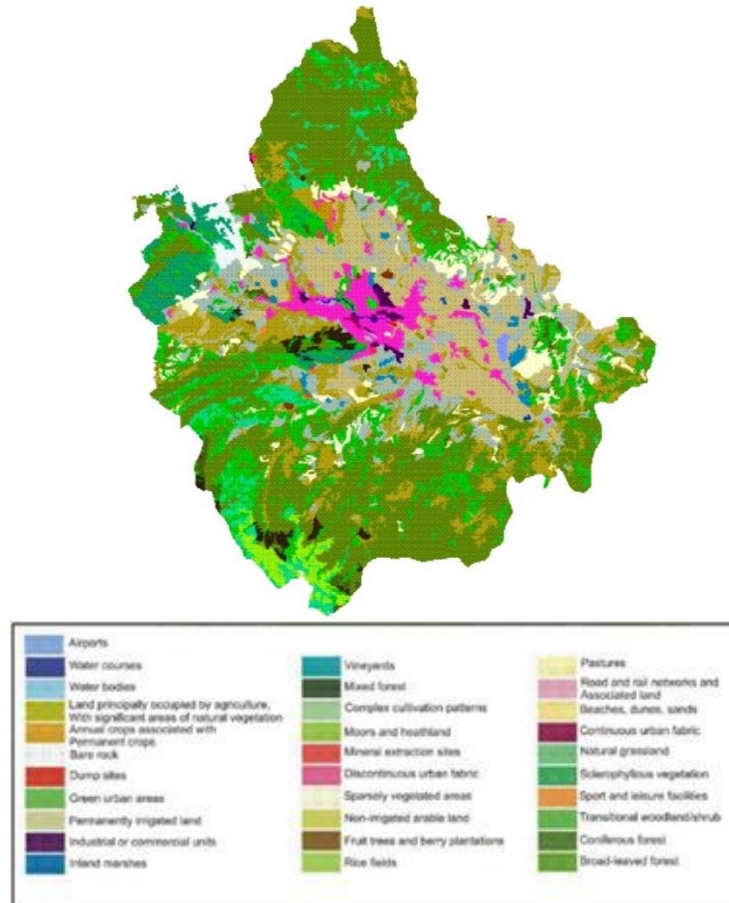 Airports
Water courses
Water bodies
Land principally occupied by agriculture,
With significant areas of natural vegetation
Annual crops associated with
Permanent crops
Bare rock
Dump sites
Green urban areas
Permanently irrigated land
Industrial or commercial units
Inland marshes
Vineyards
Mixed forest
Complex cultivation patterns
Moors and heathland
Mineral extraction sites
Discontinuous urban fabric
Sparsely vegetated areas
Non-irrigated arable land
Fruit trees and berry plantations
Rice fields
Pastures
Road and rail networks and
Associated land
Beaches, dunes, sands
Continuous urban fabric
Natural grassland
Sclerophyllous vegetation
Sport and leisure facilities
Transitional woodland/shrub
Coniferous forest
Broad-leaved forest